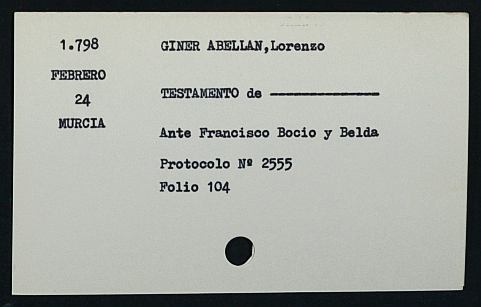 1.798
GINER ABELLAN,Lorenzo
FEBRERO
24
TESTAMENTO de ---------------
MURCIA
Ante Francisco Bocio y Belda
Protocolo Nº 2555
Folio 104